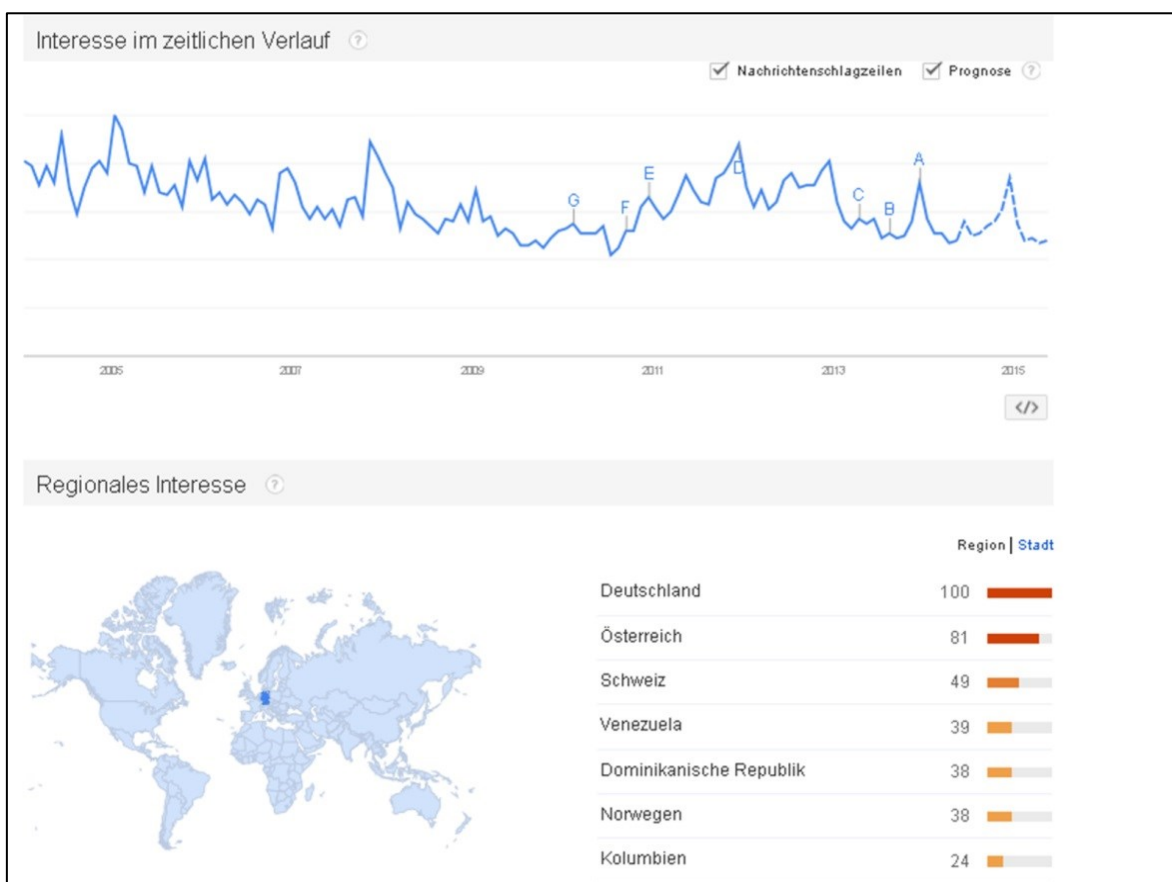 Interesse im zeitlichen Verlauf ?
Nachrichtenschlagzeilen Prognose ?
A
D
E
C
G
F
B
2005 2007 2009 2011 2013 2015
</>
Regionales Interesse ?
Region | Stadt
Deutschland 100
Österreich 81
Schweiz 49
Venezuela 39
Dominikanische Republik 38
Norwegen 38
Kolumbien 24